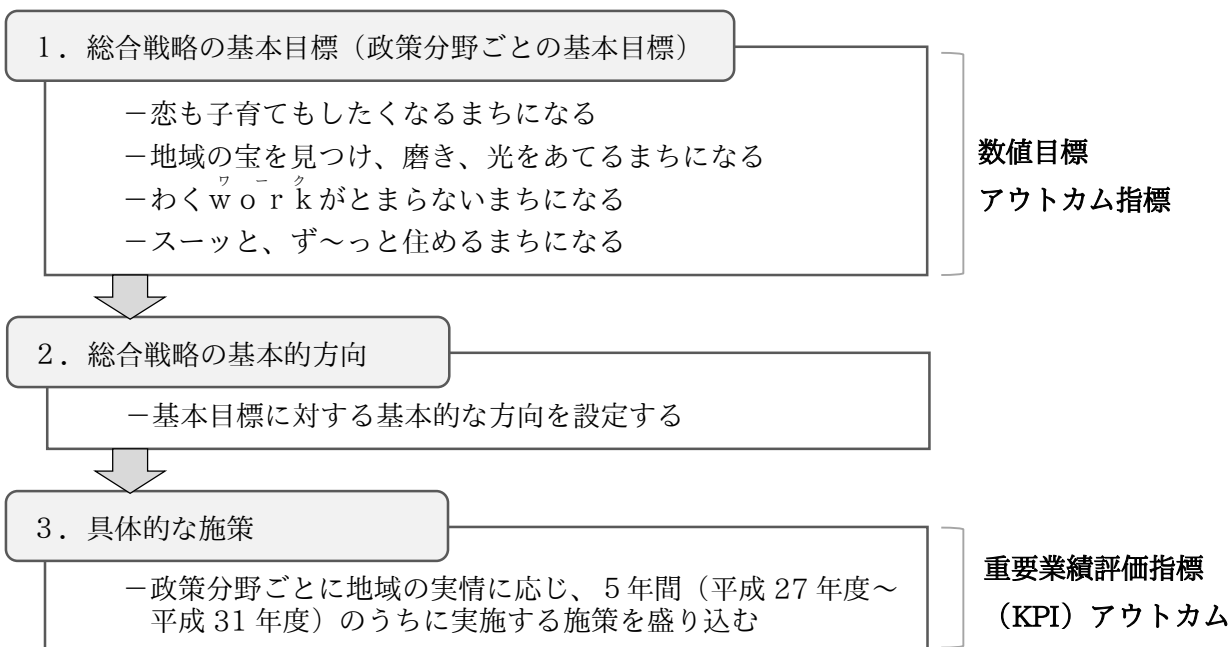 １．総合戦略の基本目標（政策分野ごとの基本目標）
－恋も子育てもしたくなるまちになる
－地域の宝を見つけ、磨き、光をあてるまちになる
ワーク
－わくｗｏｒｋがとまらないまちになる
－スーッと、ず～っと住めるまちになる
数値目標
アウトカム指標
２．総合戦略の基本的方向
－基本目標に対する基本的な方向を設定する
３．具体的な施策
－政策分野ごとに地域の実情に応じ、５年間（平成 27 年度～
平成 31 年度）のうちに実施する施策を盛り込む
重要業績評価指標
（KPI）アウトカム